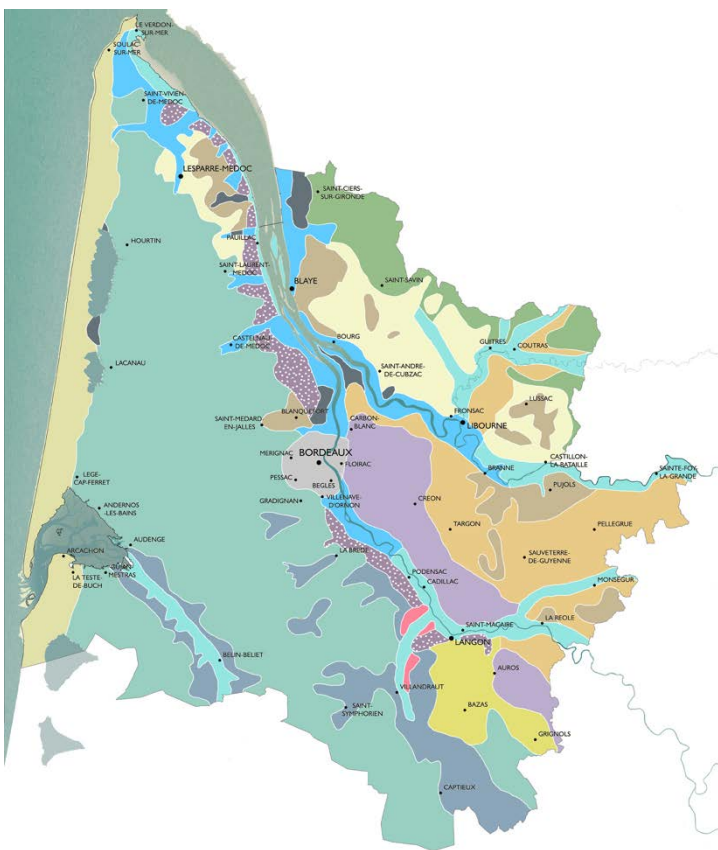 LE VERDON-
SUR-MER
SOULAC-
SUR-MER
SAINT-VIVIEN-
DE-MEDOC
LESPARRE-MEDOC
SAINT-CIERS-
SUR-GIRONDE
HOURTIN
PAUILLAC
SAINT-LAURENT-
MEDOC
BLAYE
SAINT-SAVIN
CASTELNAU-
DE-MEDOC
BOURG
GUITRES
COUTRAS
LACANAU
SAINT-ANDRE-
DE-CUBZAC
LUSSAC
BLANQUEFORT
FRONSAC
SAINT-MEDARD
EN-JALLES
CARBON-
BLANC
LIBOURNE
MERIGNAC
BORDEAUX
FLOIRAC
CASTILLON-
LA-BATAILLE
LEGE-
CAP-FERRET
PESSAC
BEGLES
BRANNE
SAINTE-FOY-
LA-GRANDE
PUJOLS
ANDERNOS
-LES-BAINS
GRADIGNAN
VILLENAVE-
D'ORNON
CREON
TARGON
PELLEGRUE
AUDENGE
ARCACHON
LA BREDE
SAUVETERRE-
DE-GUYENNE
LA TESTE-
DE-BUCH
MESTRAS
PODENSAC
CADILLAC
MONSEGUR
SAINT-MACAIRE
LA REOLE
LANGON
BELIN-BELIET
AUROS
VILLANDRAUT
SAINT-
SYMPHORIEN
BAZAS
GRIGNOLS
CAPTIEUX